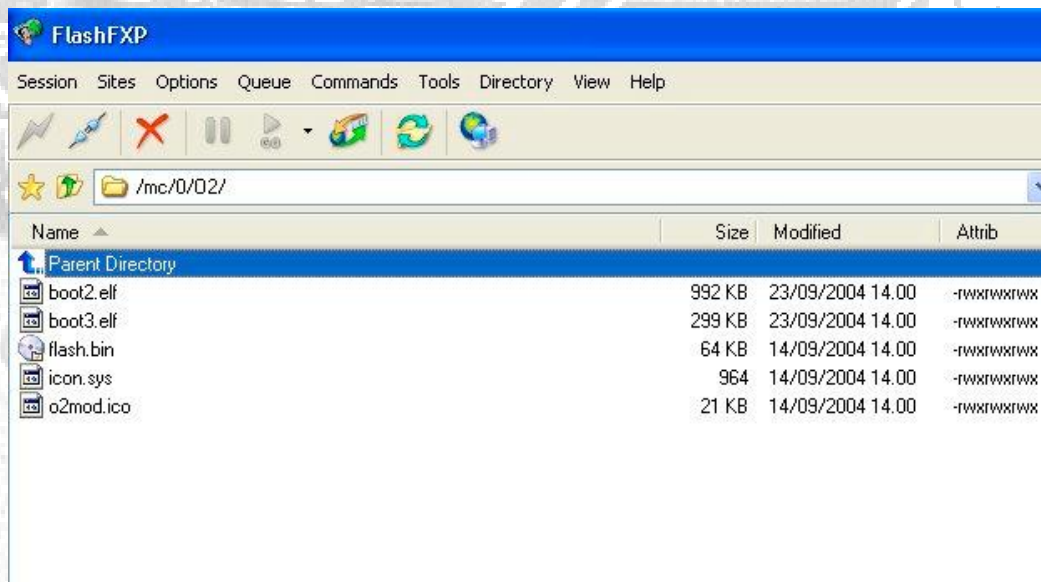 FlashFXP
Session Sites Options Queue Commands Tools Directory View Help
/mc/0/O2/
Name Size Modified Attrib
Parent Directory
boot2.elf 992 KB 23/09/2004 14.00 -rwxrwxrwx
boot3.elf 299 KB 23/09/2004 14.00 -rwxrwxrwx
flash.bin 64 KB 14/09/2004 14.00 -rwxrwxrwx
icon.sys 964 14/09/2004 14.00 -rwxrwxrwx
o2mod.ico 21 KB 14/09/2004 14.00 -rwxrwxrwx